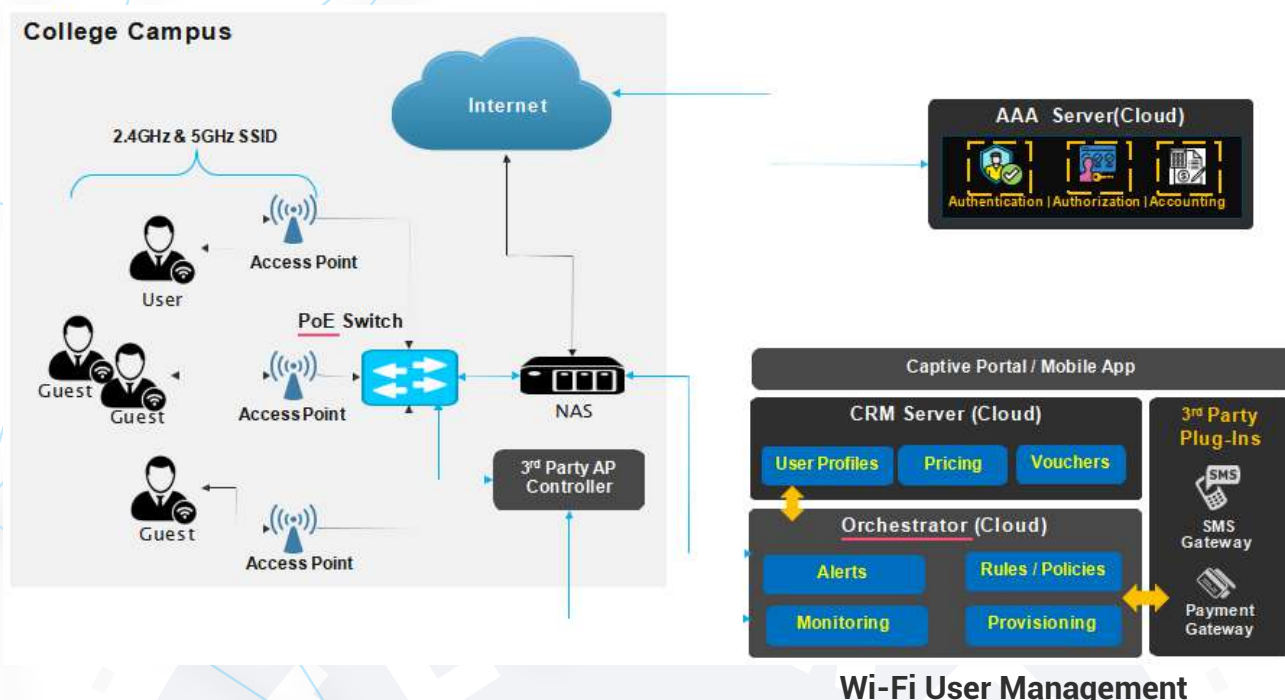 College Campus
Internet
2.4GHz & 5GHz SSID
Access Point
User
PoE Switch
Guest
Guest
Access Point
NAS
3rd Party AP
Controller
Guest
Access Point
AAA Server(Cloud)
Authentication | Authorization | Accounting
Captive Portal / Mobile App
CRM Server (Cloud)
User Profiles
Pricing
Vouchers
3rd Party
Plug-Ins
SMS
SMS
Gateway
Payment
Gateway
Orchestrator (Cloud)
Alerts
Rules / Policies
Monitoring
Provisioning
Wi-Fi User Management